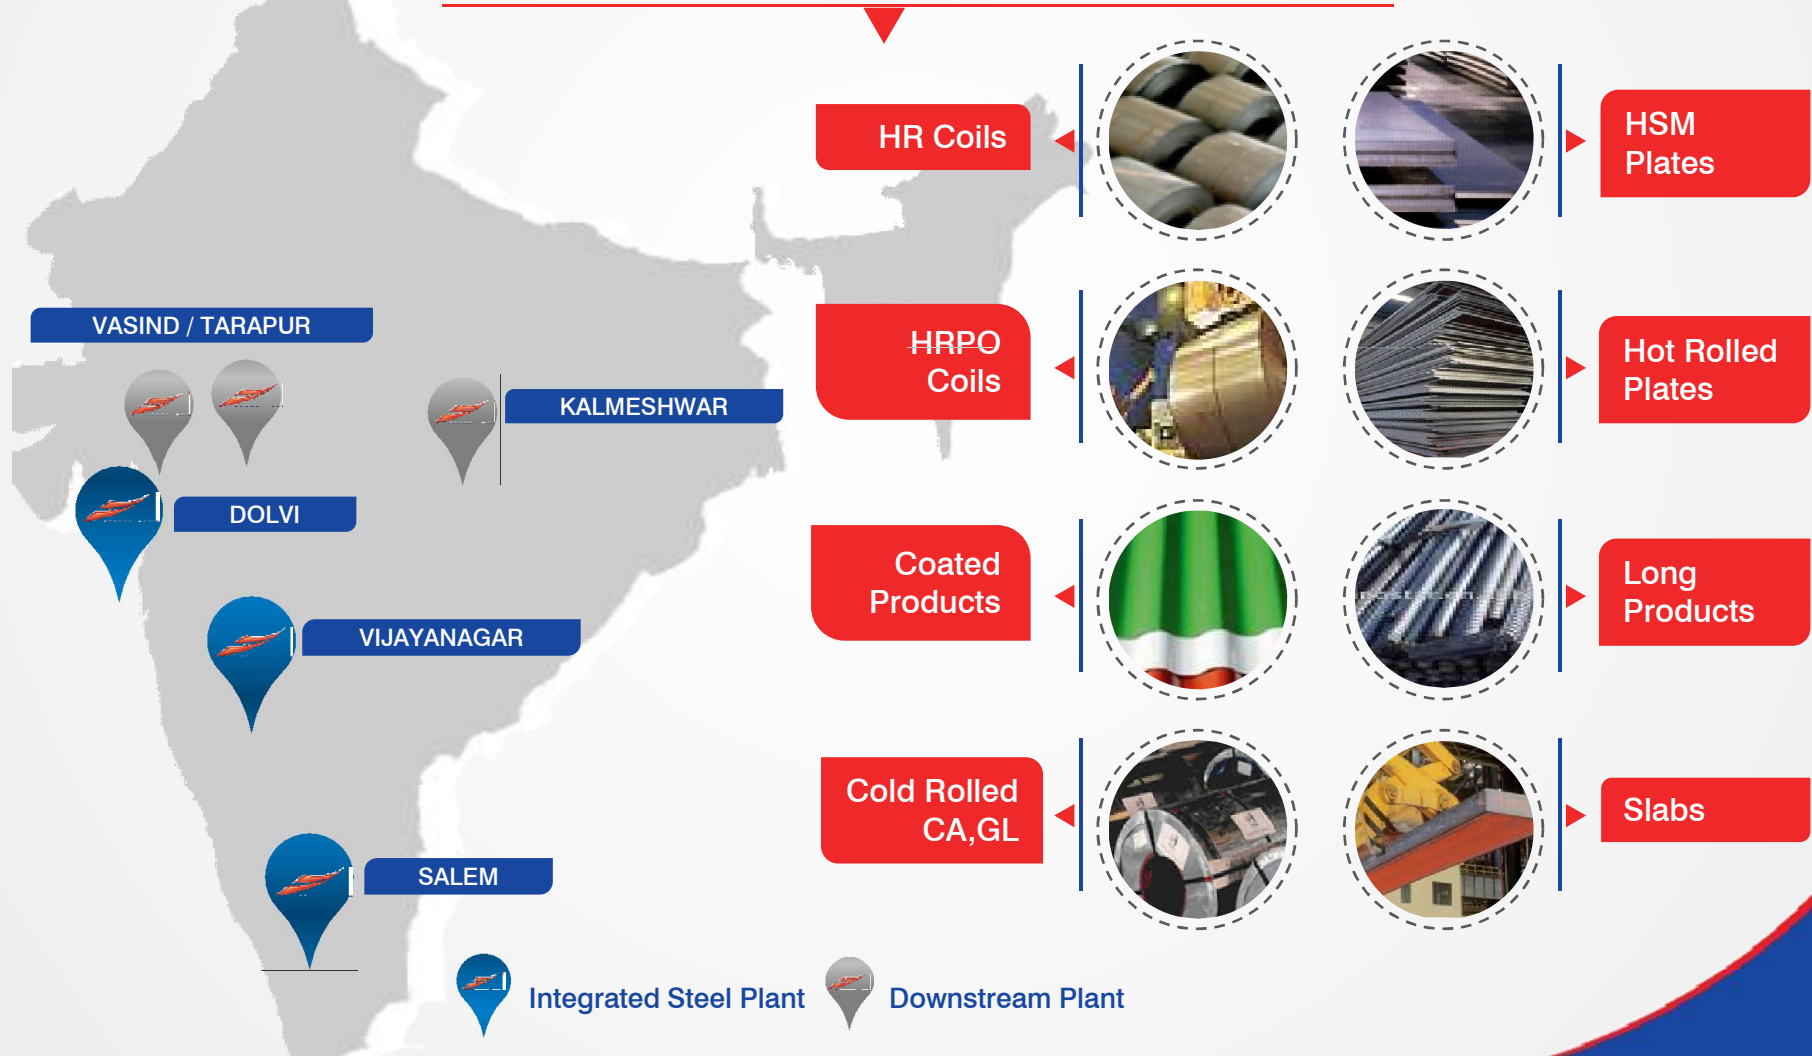 VASIND / TARAPUR
KALMESHWAR
DOLVI
VIJAYANAGAR
SALEM
Integrated Steel Plant
Downstream Plant
HR Coils
HSM
Plates
HRPO
Coils
Hot Rolled
Plates
Coated
Products
Long
Products
Cold Rolled
CA,GL
Slabs